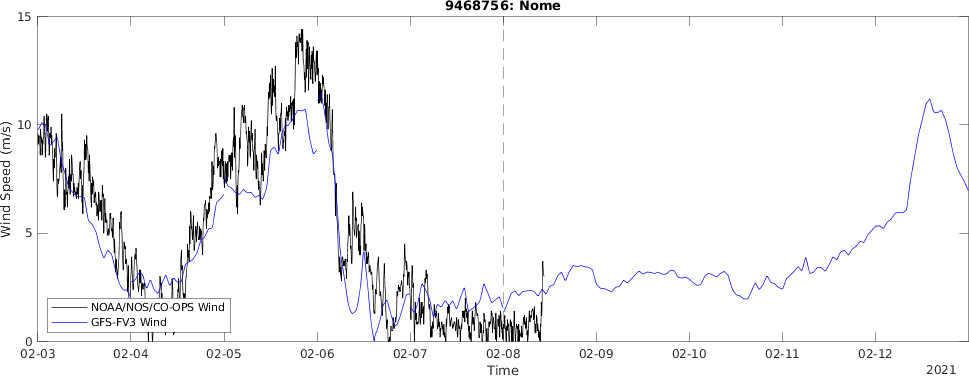 9468756: Nome
15
10
5
0
Wind Speed (m/s)
NOAA/NOS/CO-OPS Wind
GFS-FV3 Wind
02-03 02-04 02-05 02-06 02-07 02-08 02-09 02-10 02-11 02-12
Time
2021